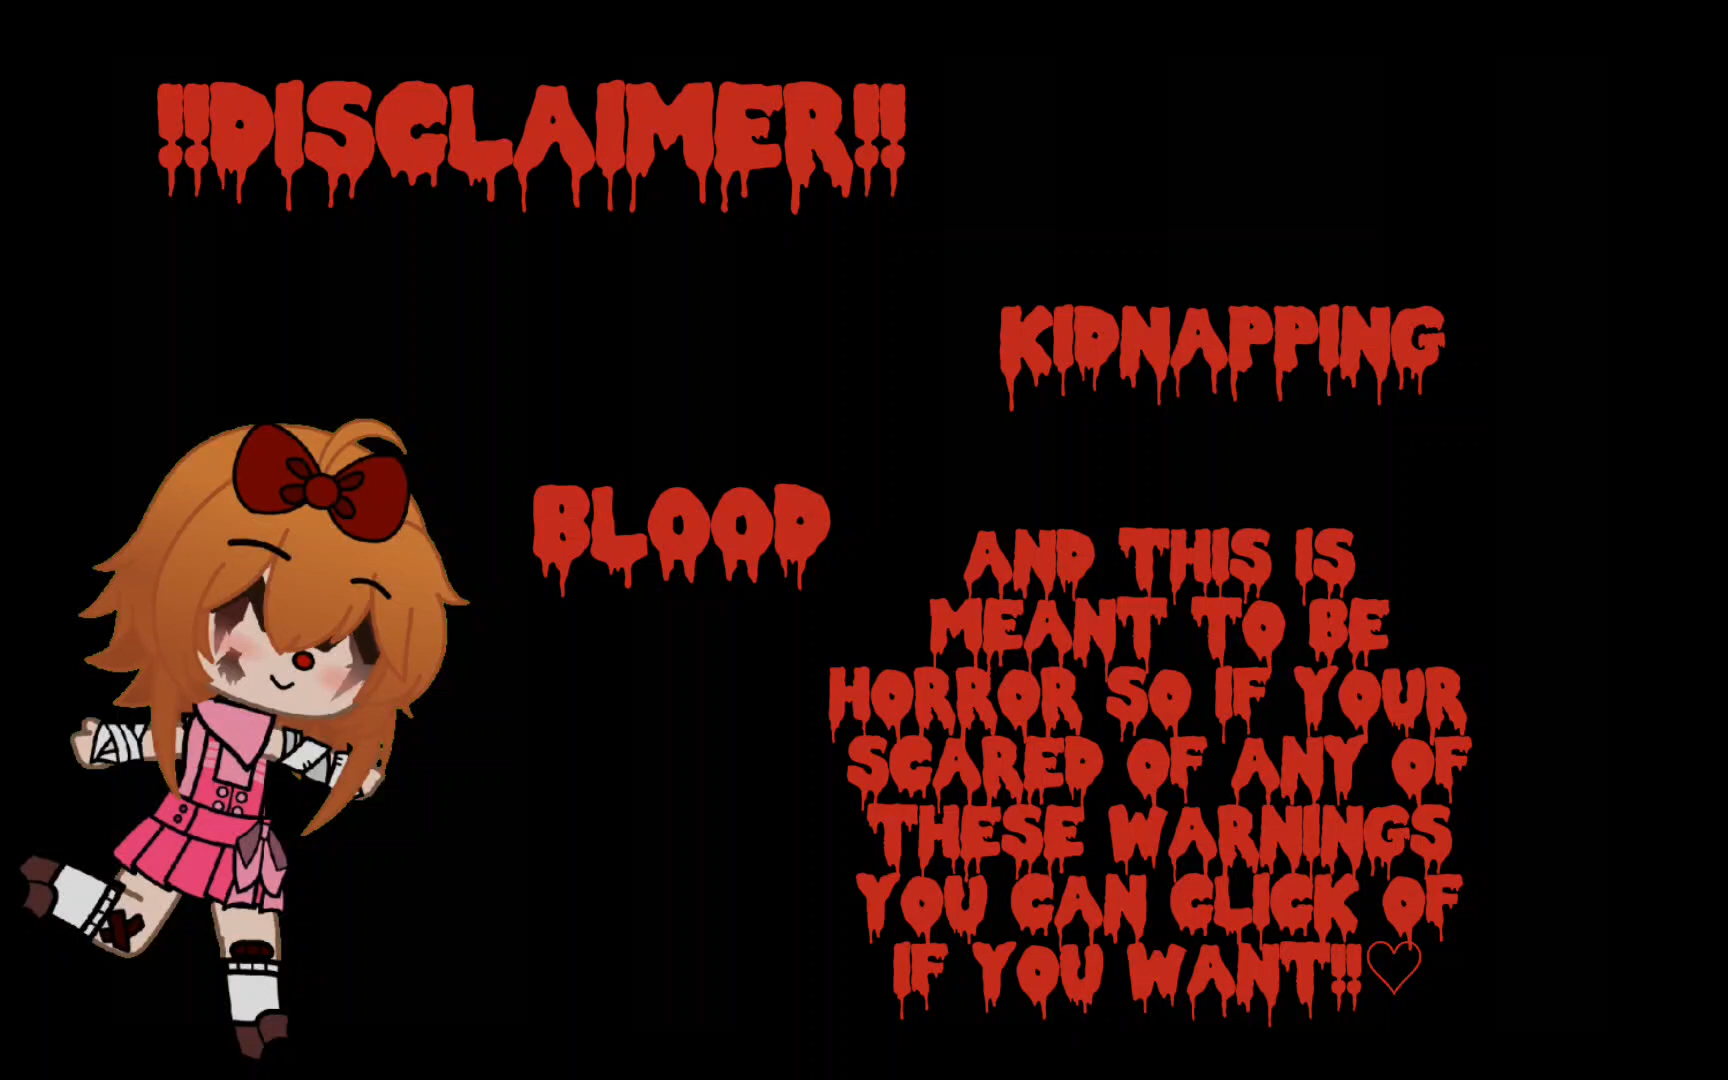 !!DISCLAIMER!!
KIDNAPPING
BLOOD
AND THIS IS
MEANT TO BE
HORROR SO IF YOUR
SCARED OF ANY OF
THESE WARNINGS
YOU CAN CLICK OF
IF YOU WANT!!♡